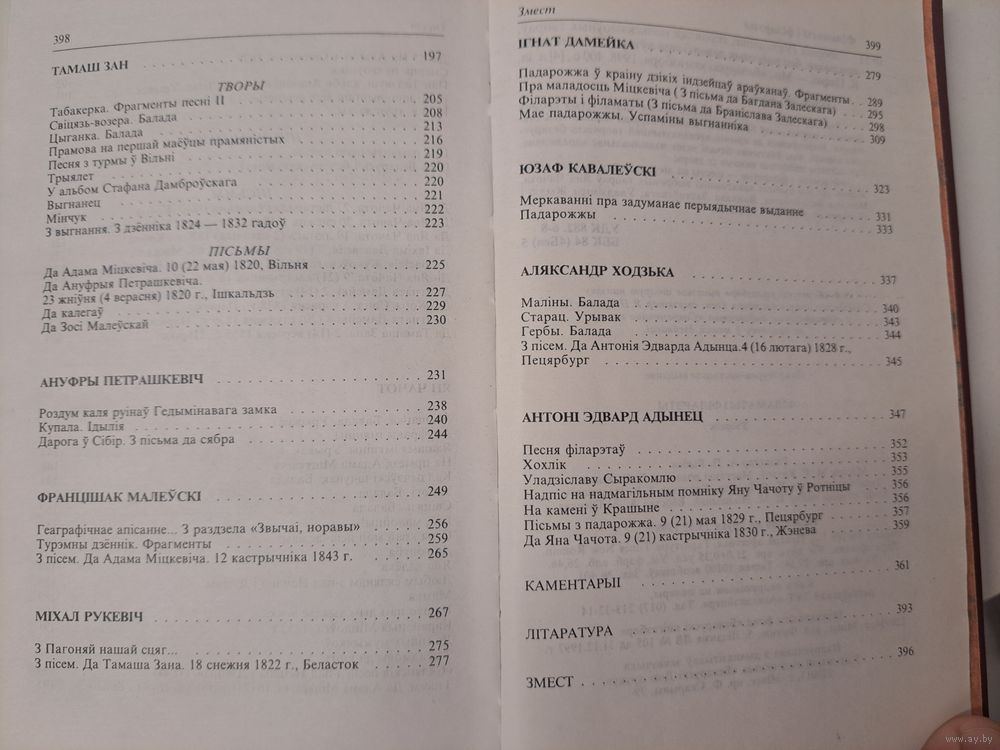 398
ТАМАШ ЗАН . . . . . . . . . . . . . . . . . . . . 197
ТВОРЫ
Табакерка. Фрагменты песні II . . . . . . . . . . 205
Свіцязь-возера. Балада . . . . . . . . . . 208
Цыганка. Балада . . . . . . . . . . 213
Прамова на першай маёўцы прамяністых . . . . . . . . . . 216
Песня з турмы ў Вільні . . . . . . . . . . 219
Трыялет . . . . . . . . . . 220
У альбом Стафана Дамброўскага . . . . . . . . . . 220
Выгнанец . . . . . . . . . . 221
Мінчук . . . . . . . . . . 222
З выгнання. З дзённіка 1824 — 1832 гадоў . . . . . . . . . . 223
ПІСЬМЫ
Да Адама Міцкевіча. 10 (22 мая) 1820, Вільня . . . . . . . . . . 225
Да Ануфрыя Петрашкевіча.
23 жніўня (4 верасня) 1820 г., Ішкальдзь . . . . . . . . . . 227
Да калегаў . . . . . . . . . . 229
Да Зосі Малеўскай . . . . . . . . . . 230
АНУФРЫ ПЕТРАШКЕВІЧ . . . . . . . . . . 231
Роздум каля руінаў Гедымінавага замка . . . . . . . . . . 238
Купала. Ідылія . . . . . . . . . . 240
Дарога ў Сібір. З пісьма да сябра . . . . . . . . . . 244
ФРАНЦІШАК МАЛЕЎСКІ . . . . . . . . . . 249
Геаграфічнае апісанне... З раздзела «Звычаі, норавы» . . . . . 256
Турэмны дзённік. Фрагменты . . . . . . . . . . 259
З пісем. Да Адама Міцкевіча. 12 кастрычніка 1843 г. . . . . . 265
МІХАЛ РУКЕВІЧ . . . . . . . . . . 267
З Пагоняй нашай сцяг... . . . . . . . . . . 275
З пісем. Да Тамаша Зана. 18 снежня 1822 г., Беласток . . . . . 277
Змест
399
ІГНАТ ДАМЕЙКА . . . . . . . . . . 279
Падарожжа ў краіну дзікіх індзейцаў араўканаў. Фрагменты . . 289
Пра маладосць Міцкевіча ( З пісьма да Багдана Залескага) . . . . 295
Філарэты і філаматы (З пісьма да Браніслава Залескага) . . . . 298
Мае падарожжы. Успаміны выгнанніка . . . . . . . . . . 309
ЮЗАФ КАВАЛЕЎСКІ . . . . . . . . . . 323
Меркаванні пра задуманае перыядычнае выданне . . . . . . 331
Падарожжы . . . . . . . . . . 333
АЛЯКСАНДР ХОДЗЬКА . . . . . . . . . . 337
Маліны. Балада . . . . . . . . . . 340
Старац. Урывак . . . . . . . . . . 343
Гербы. Балада . . . . . . . . . . 344
З пісем. Да Антонія Эдварда Адынца.4 (16 лютага) 1828 г.,
Пецярбург . . . . . . . . . . 345
АНТОНІ ЭДВАРД АДЫНЕЦ . . . . . . . . . . 347
Песня філарэтаў . . . . . . . . . . 352
Хохлік . . . . . . . . . . 353
Уладзіславу Сыракомлю . . . . . . . . . . 355
Надпіс на надмагільным помніку Яну Чачоту ў Ротніцы . . . 356
На камені ў Крашыне . . . . . . . . . . 356
Пісьмы з падарожжа. 9 (21) мая 1829 г., Пецярбург . . . . . 357
Да Яна Чачота. 9 (21) кастрычніка 1830 г., Жэнева . . . . . 359
КАМЕНТАРЫІ . . . . . . . . . . 361
ЛІТАРАТУРА . . . . . . . . . . 393
ЗМЕСТ . . . . . . . . . . 396
www.ay.by